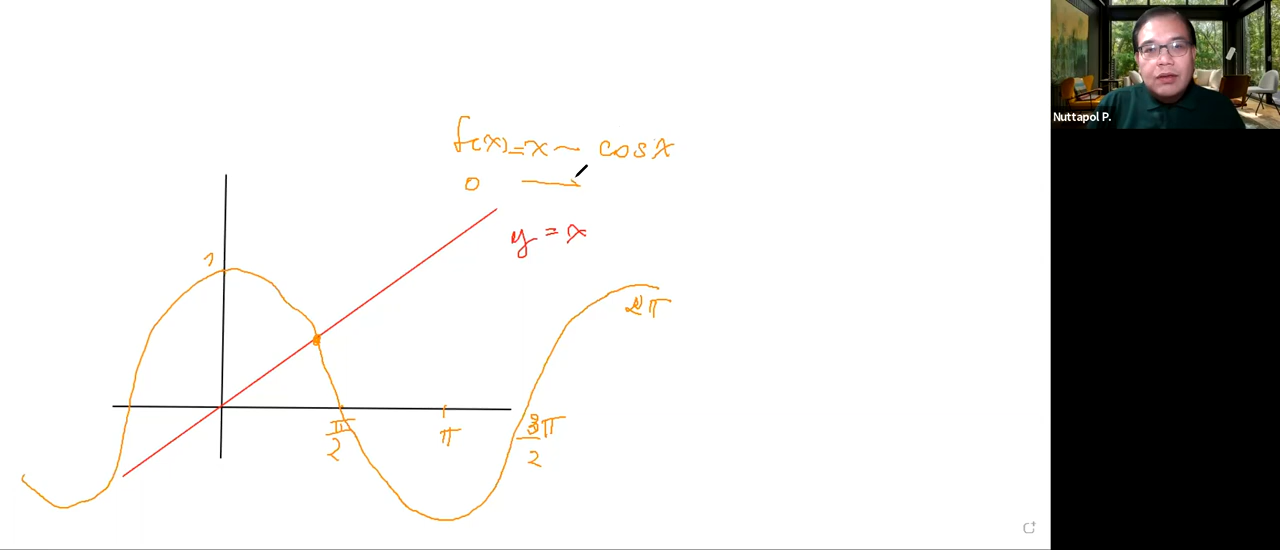 f(x)=x - cos x
0 →
y = x
1
2π
π/2
π
3π/2
Nuttapol P.